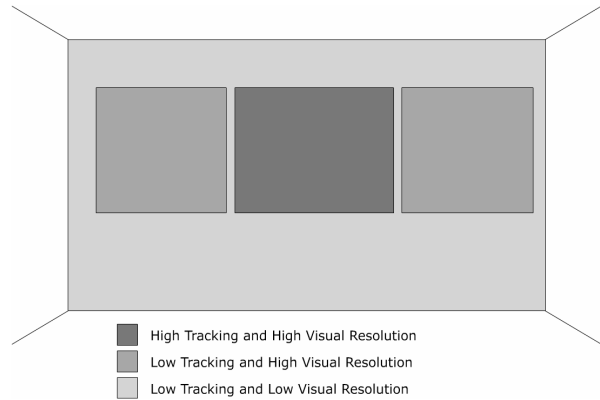 High Tracking and High Visual Resolution
Low Tracking and High Visual Resolution
Low Tracking and Low Visual Resolution